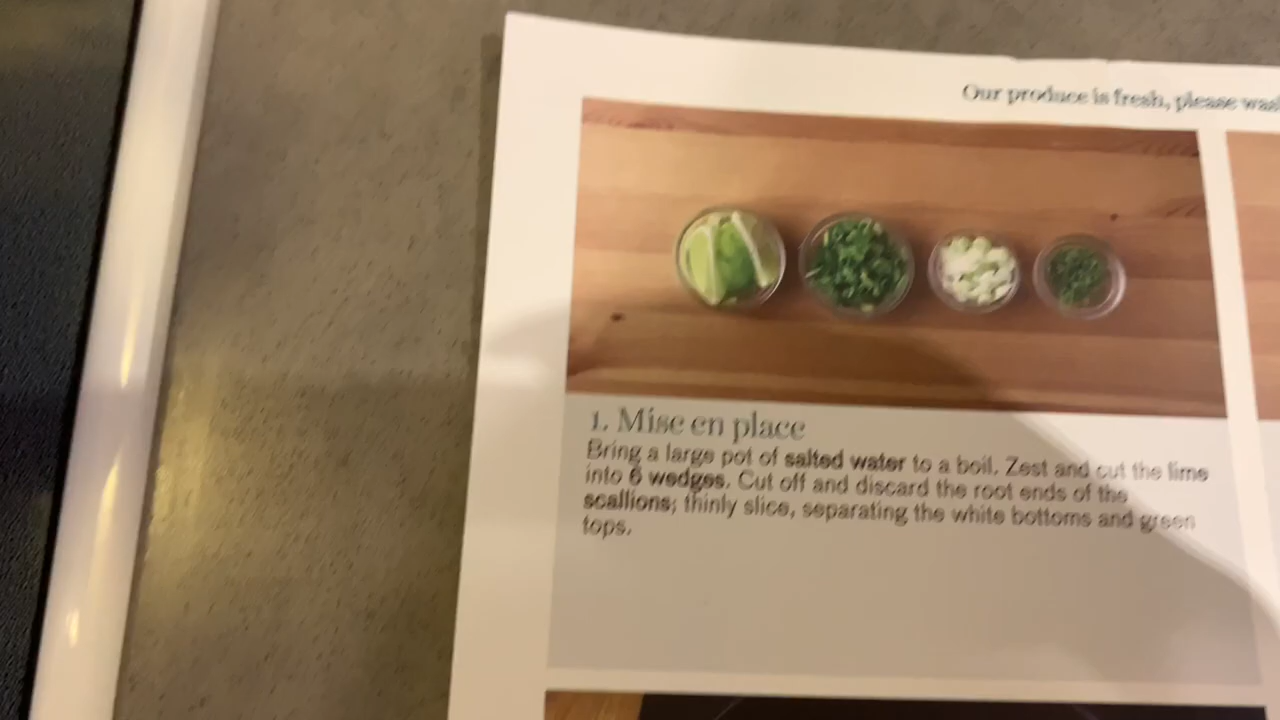 Our produce is fresh, please
1. Mise en place
Bring a large pot of salted water to a boil. Zest and cut the lime
into 6 wedges. Cut off and discard the root ends of the
scallions; thinly slice, separating the white bottoms and green
tops.